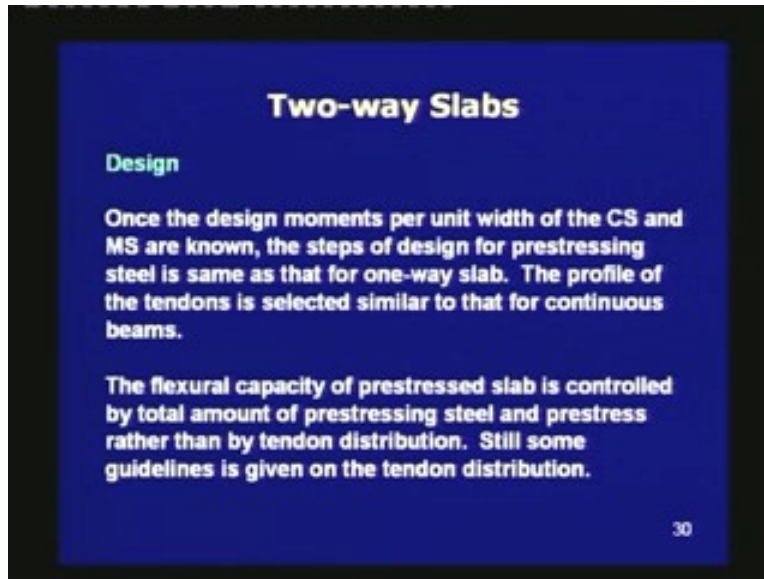 Two-way Slabs
Design
Once the design moments per unit width of the CS and
MS are known, the steps of design for prestressing
steel is same as that for one-way slab. The profile of
the tendons is selected similar to that for continuous
beams.
The flexural capacity of prestressed slab is controlled
by total amount of prestressing steel and prestress
rather than by tendon distribution. Still some
guidelines is given on the tendon distribution.
30